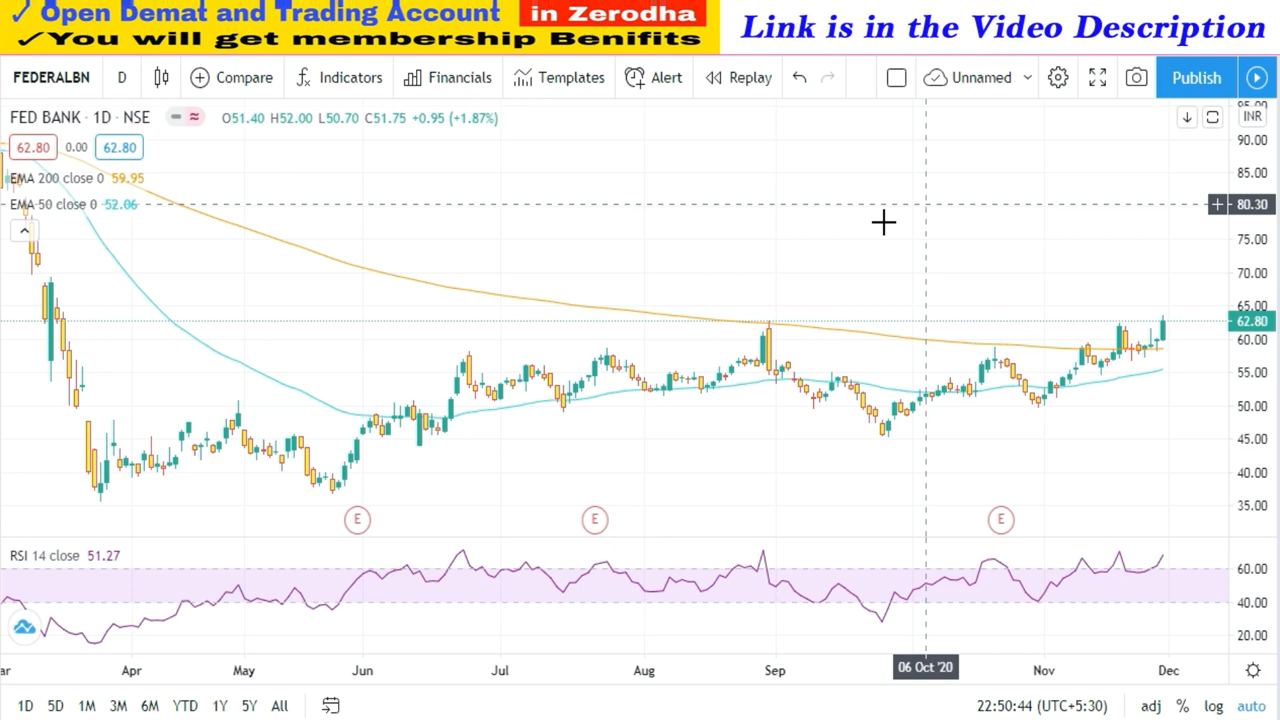 ✓ Open Demat and Trading Account in Zerodha
✓You will get membership Benifits
Link is in the Video Description
FEDERALBN D Compare Indicators Financials Templates Alert Replay Unnamed Publish
FED BANK · 1D · NSE O51.40 H52.00 L50.70 C51.75 +0.95 (+1.87%)
INR
62.80 0.00 62.80
EMA 200 close 0 59.95
EMA 50 close 0 52.06
95.00
90.00
85.00
80.30
75.00
70.00
65.00
62.80
60.00
55.00
50.00
45.00
40.00
35.00
E E E
RSI 14 close 51.27
60.00
40.00
20.00
ar Apr May Jun Jul Aug Sep 06 Oct '20 Nov Dec
1D 5D 1M 3M 6M YTD 1Y 5Y All 22:50:44 (UTC+5:30) adj % log auto